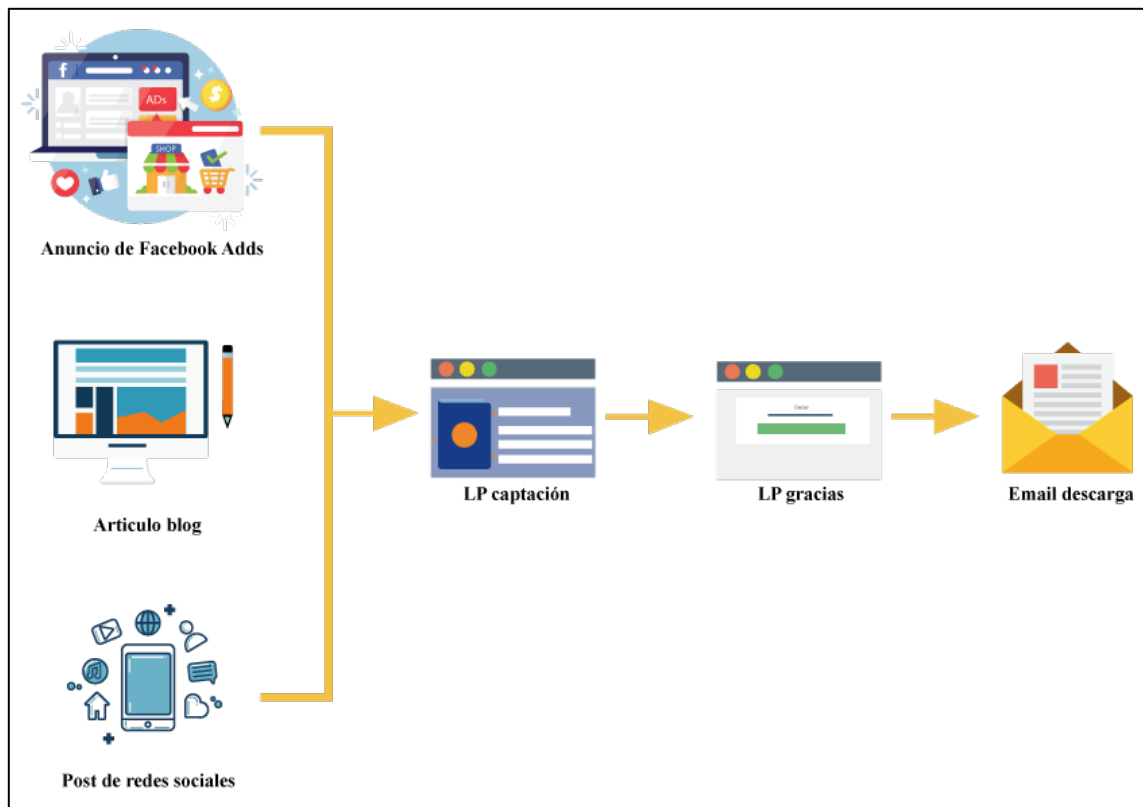 f
ADs
$
SHOP
Anuncio de Facebook Adds
Articulo blog
LP captación
LP gracias
Email descarga
Post de redes sociales